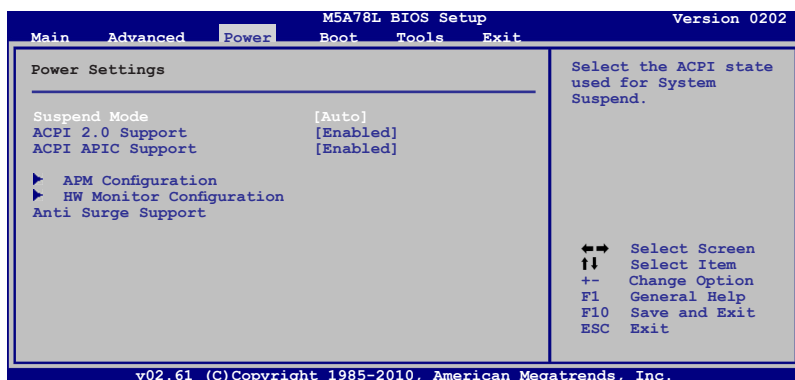 M5A78L BIOS Setup Version 0202
Main Advanced Power Boot Tools Exit
Power Settings
Suspend Mode [Auto]
ACPI 2.0 Support [Enabled]
ACPI APIC Support [Enabled]
APM Configuration
HW Monitor Configuration
Anti Surge Support
Select the ACPI state
used for System
Suspend.
←→ Select Screen
↑↓ Select Item
+- Change Option
F1 General Help
F10 Save and Exit
ESC Exit
v02.61 (C)Copyright 1985-2010, American Megatrends, Inc.